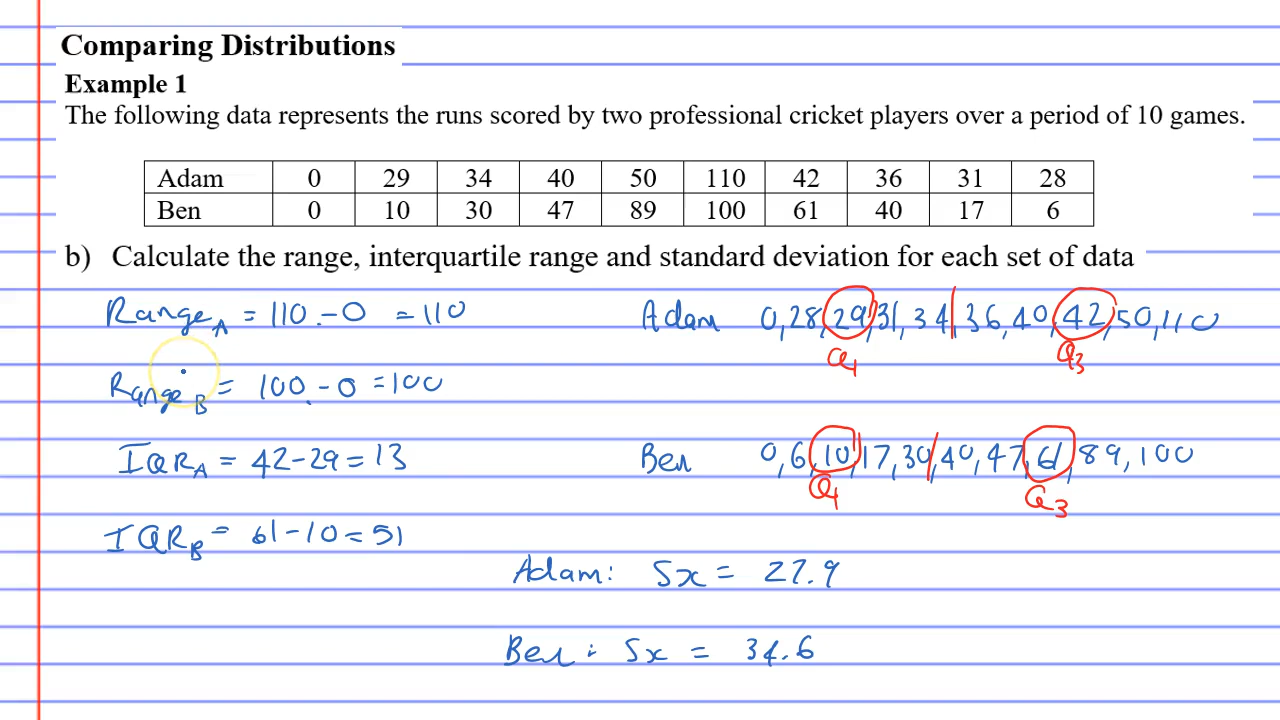 Comparing Distributions
Example 1
The following data represents the runs scored by two professional cricket players over a period of 10 games.
Adam 0 29 34 40 50 110 42 36 31 28
Ben 0 10 30 47 89 100 61 40 17 6
b) Calculate the range, interquartile range and standard deviation for each set of data
Range A = 110 - 0 = 110
Adam 0, 28, 29, 31, 34, 36, 40, 42, 50, 110
Q1 Q3
Range B = 100 - 0 = 100
IQR A = 42 - 29 = 13
Ben 0, 6, 10, 17, 30, 40, 47, 61, 89, 100
Q1 Q3
IQR B = 61 - 10 = 51
Adam: Sx = 27.9
Ben: Sx = 34.6